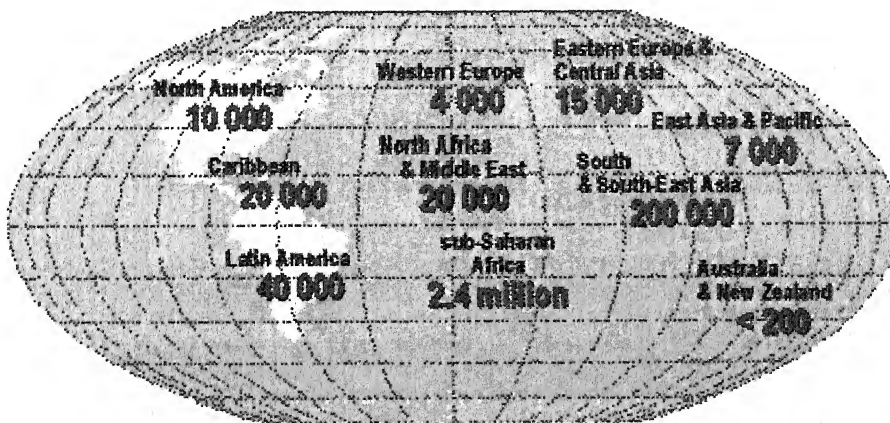 North America
10 000
Western Europe
4 000
Eastern Europe &
Central Asia
15 000
East Asia & Pacific
7 000
Caribbean
20 000
North Africa
& Middle East
20 000
South
& South-East Asia
200 000
Latin America
40 000
sub-Saharan
Africa
2.4 million
Australia
& New Zealand
< 200